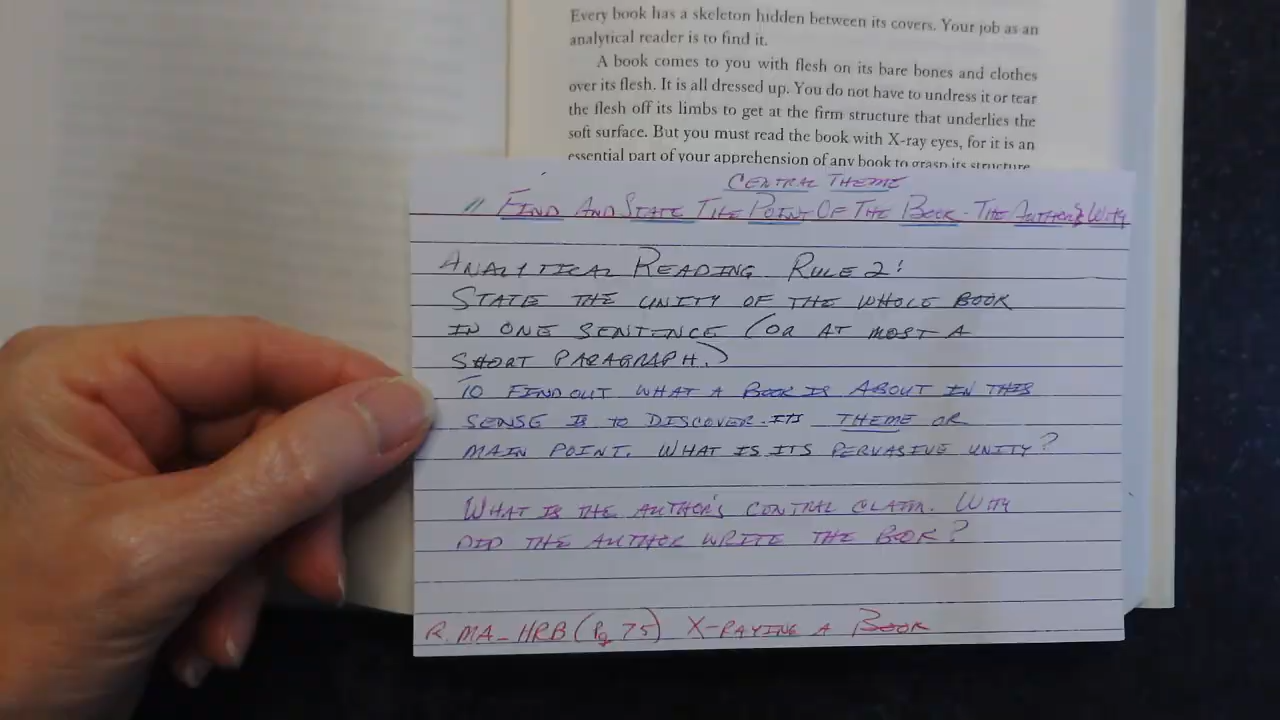 Every book has a skeleton hidden between its covers. Your job as an
analytical reader is to find it.
A book comes to you with flesh on its bare bones and clothes
over its flesh. It is all dressed up. You do not have to undress it or tear
the flesh off its limbs to get at the firm structure that underlies the
soft surface. But you must read the book with X-ray eyes, for it is an
essential part of your apprehension of any book to grasp its structure.
CENTRAL THEME
// FIND AND STATE THE POINT OF THE BOOK - THE AUTHOR'S WHY
ANALYTICAL READING RULE 2:
STATE THE UNITY OF THE WHOLE BOOK
IN ONE SENTENCE (OR AT MOST A
SHORT PARAGRAPH.)
TO FIND OUT WHAT A BOOK IS ABOUT IN THIS
SENSE IS TO DISCOVER ITS THEME OR
MAIN POINT. WHAT IS ITS PERVASIVE UNITY?
WHAT IS THE AUTHOR'S CENTRAL CLAIM. WHY
DID THE AUTHOR WRITE THE BOOK?
R. MA-HRB (Pg 75) X-RAYING A BOOK